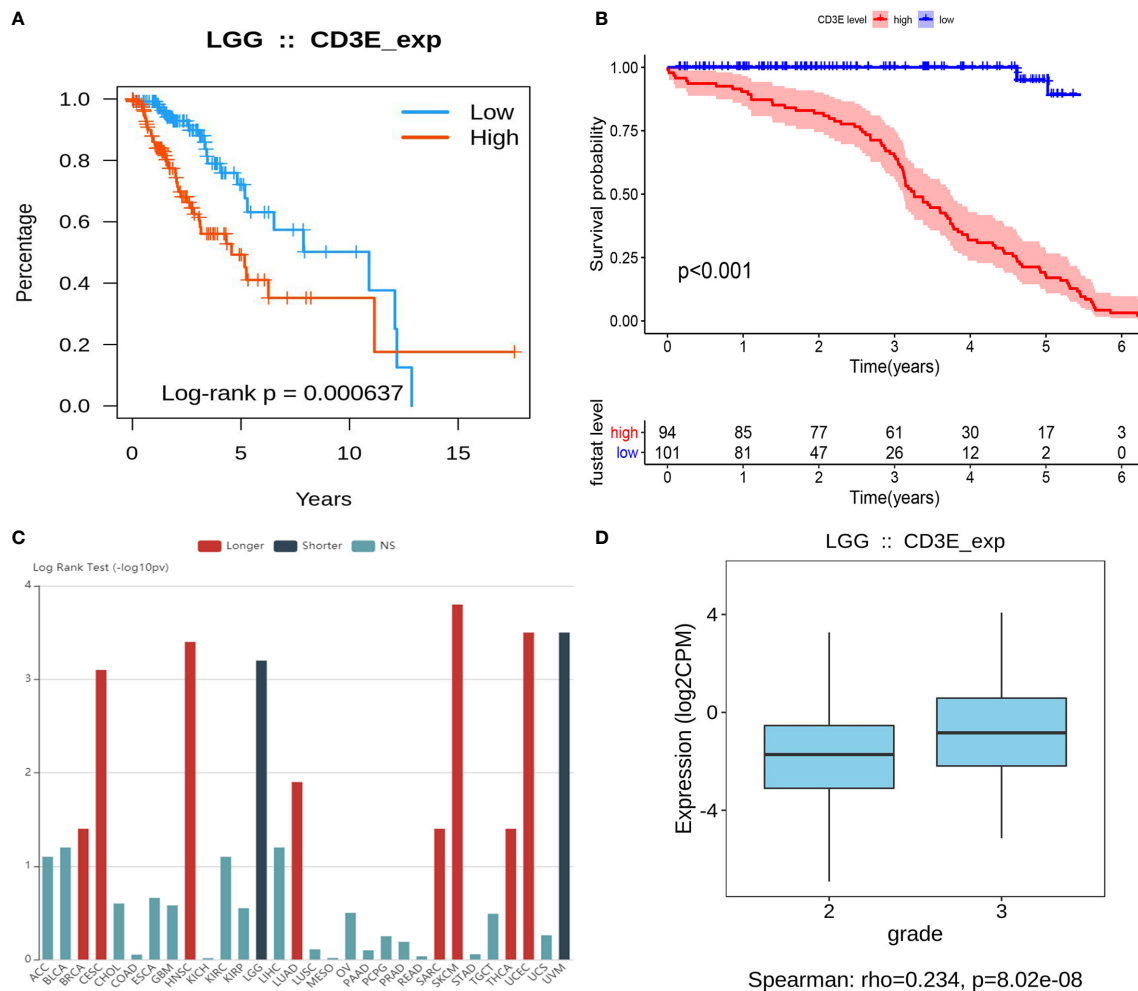 A
LGG :: CD3E_exp
1.0
0.8
0.6
0.4
0.2
0.0
Percentage
Low
High
Log-rank p = 0.000637
0 5 10 15
Years
B
CD3E level high low
1.00
0.75
0.50
0.25
0.00
Survival probability
p<0.001
0 1 2 3 4 5 6
Time(years)
fustat level
high 94 85 77 61 30 17 3
low 101 81 47 26 12 2 0
0 1 2 3 4 5 6
Time(years)
C
Longer Shorter NS
Log Rank Test (-log10pv)
4
3
2
1
0
ACC BLCA BRCA CESC CHOL COAD ESCA GBM HNSC KICH KIRC KIRP LGG LIHC LUAD LUSC MESO OV PAAD PCPG PRAD READ SARC SKCM STAD TGCT THCA UCEC UCS UVM
D
LGG :: CD3E_exp
4
0
-4
Expression (log2CPM)
2 3
grade
Spearman: rho=0.234, p=8.02e-08